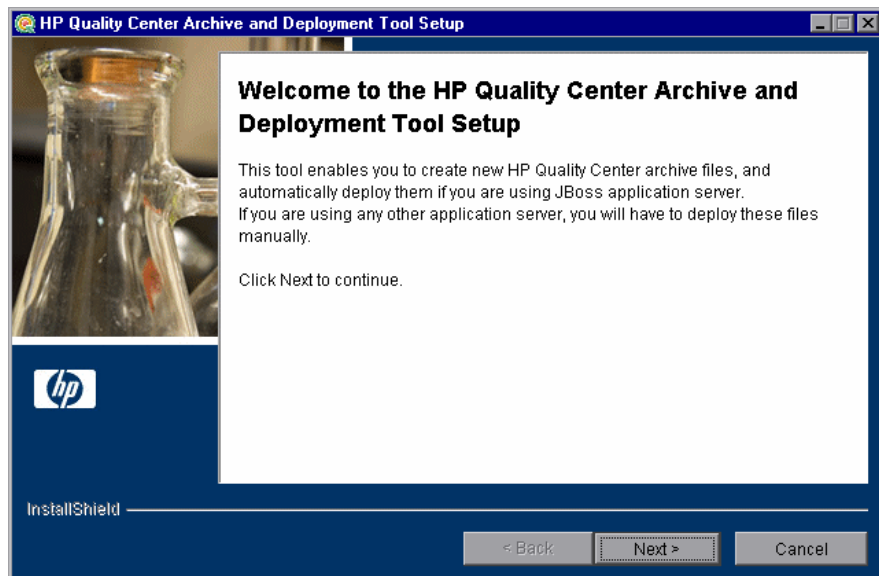 HP Quality Center Archive and Deployment Tool Setup
Welcome to the HP Quality Center Archive and
Deployment Tool Setup
This tool enables you to create new HP Quality Center archive files, and
automatically deploy them if you are using JBoss application server.
If you are using any other application server, you will have to deploy these files
manually.
Click Next to continue.
hp
InstallShield
< Back
Next >
Cancel